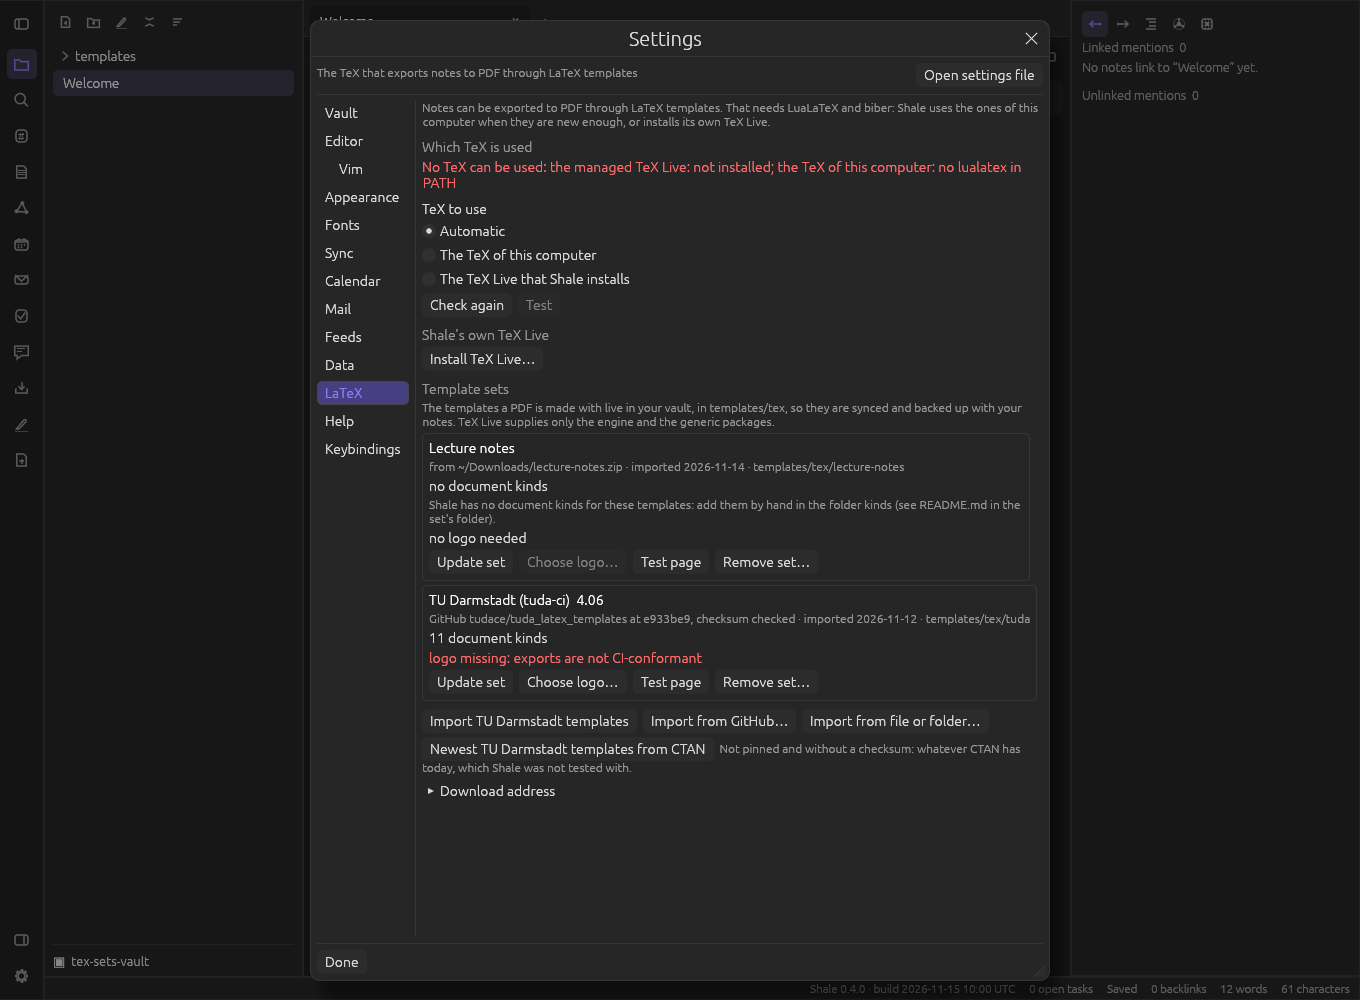 templates
Welcome
tex-sets-vault
Welcome
Settings
The TeX that exports notes to PDF through LaTeX templates
Open settings file
Vault
Editor
Vim
Appearance
Fonts
Sync
Calendar
Mail
Feeds
Data
LaTeX
Help
Keybindings
Notes can be exported to PDF through LaTeX templates. That needs LuaLaTeX and biber: Shale uses the ones of this
computer when they are new enough, or installs its own TeX Live.
Which TeX is used
No TeX can be used: the managed TeX Live: not installed; the TeX of this computer: no lualatex in
PATH
TeX to use
Automatic
The TeX of this computer
The TeX Live that Shale installs
Check again
Test
Shale's own TeX Live
Install TeX Live…
Template sets
The templates a PDF is made with live in your vault, in templates/tex, so they are synced and backed up with your
notes. TeX Live supplies only the engine and the generic packages.
Lecture notes
from ~/Downloads/lecture-notes.zip · imported 2026-11-14 · templates/tex/lecture-notes
no document kinds
Shale has no document kinds for these templates: add them by hand in the folder kinds (see README.md in the
set's folder).
no logo needed
Update set
Choose logo…
Test page
Remove set…
TU Darmstadt (tuda-ci) 4.06
GitHub tudace/tuda_latex_templates at e933be9, checksum checked · imported 2026-11-12 · templates/tex/tuda
11 document kinds
logo missing: exports are not CI-conformant
Update set
Choose logo…
Test page
Remove set…
Import TU Darmstadt templates
Import from GitHub…
Import from file or folder…
Newest TU Darmstadt templates from CTAN
Not pinned and without a checksum: whatever CTAN has
today, which Shale was not tested with.
Download address
Done
Linked mentions 0
No notes link to “Welcome” yet.
Unlinked mentions 0
Shale 0.4.0 · build 2026-11-15 10:00 UTC
0 open tasks
Saved
0 backlinks
12 words
61 characters